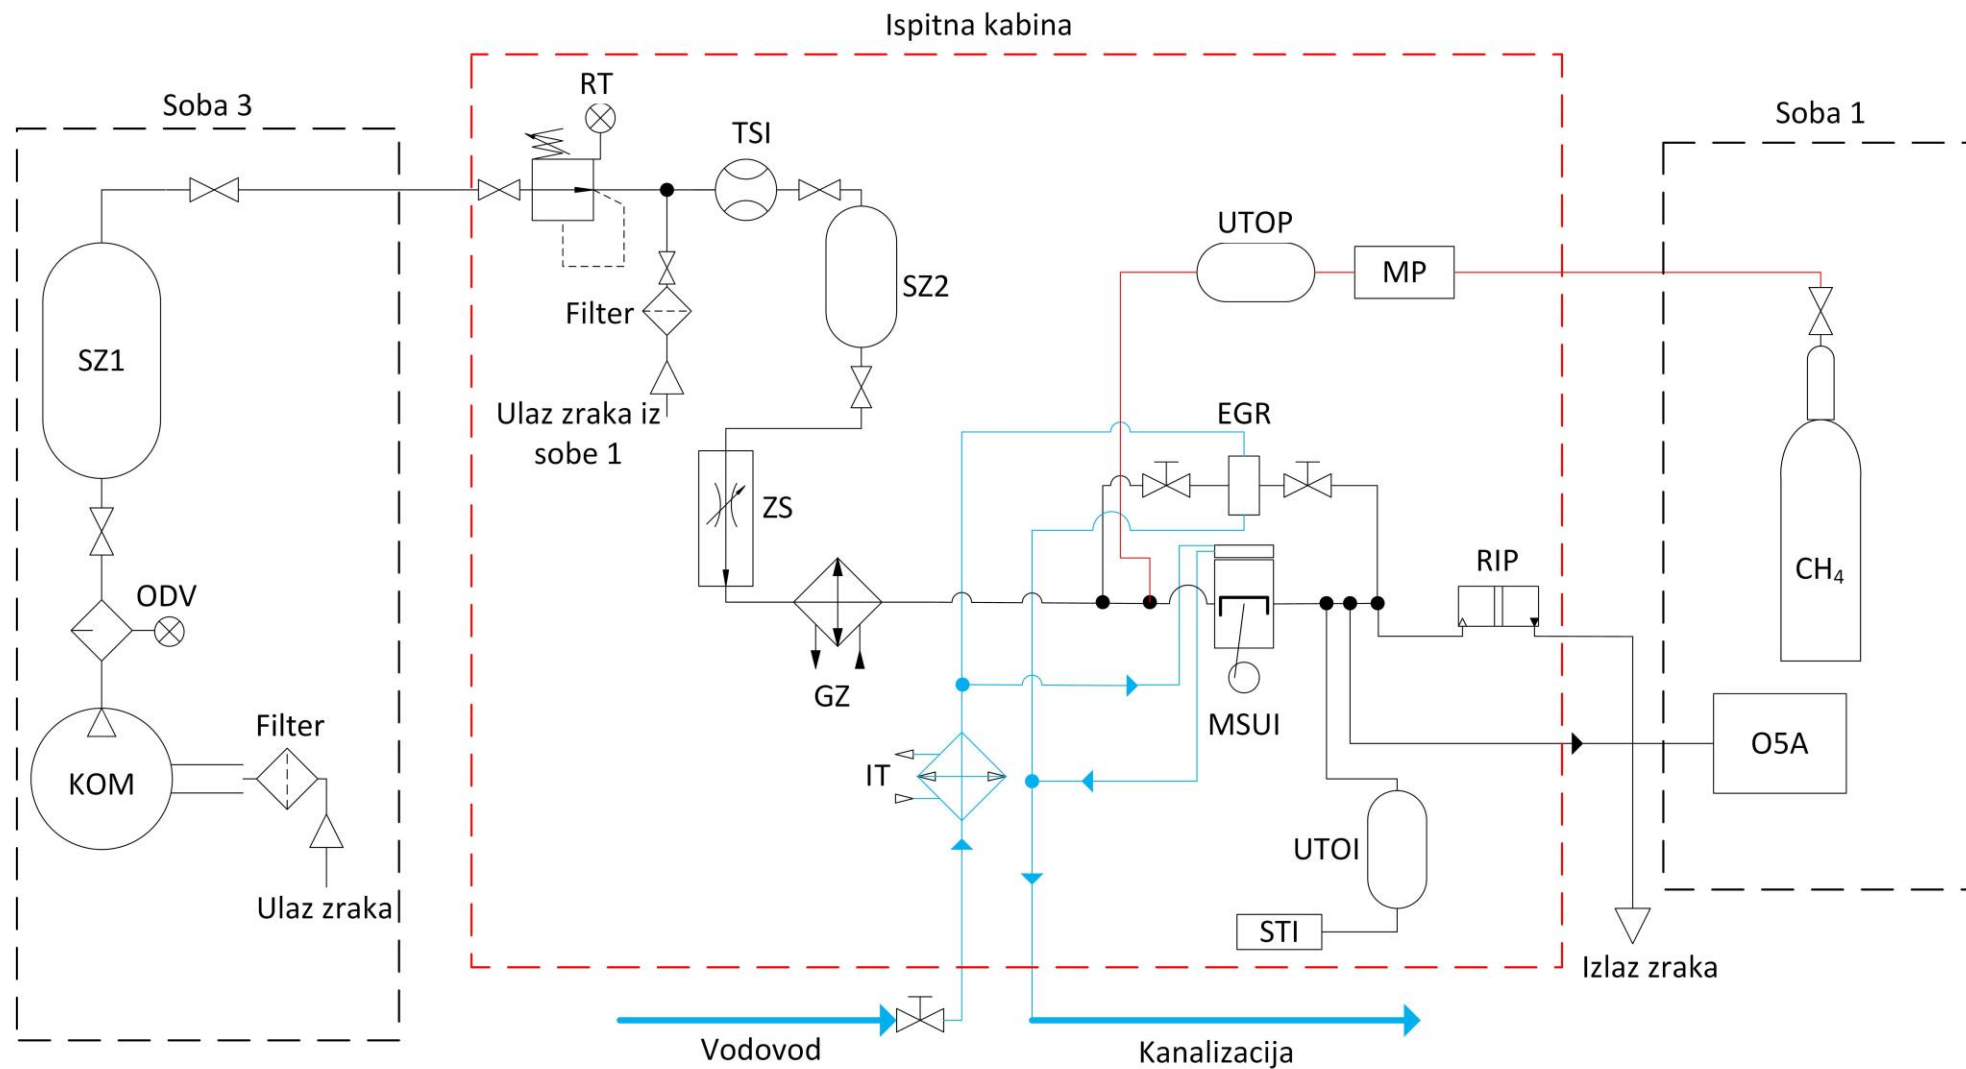 Ispitna kabina
Soba 3
RT
TSI
Soba 1
UTOP
MP
SZ2
Filter
SZ1
Ulaz zraka iz
sobe 1
EGR
ZS
RIP
CH₄
ODV
GZ
MSUI
Filter
O5A
IT
KOM
UTOI
Ulaz zraka
STI
Izlaz zraka
Vodovod
Kanalizacija